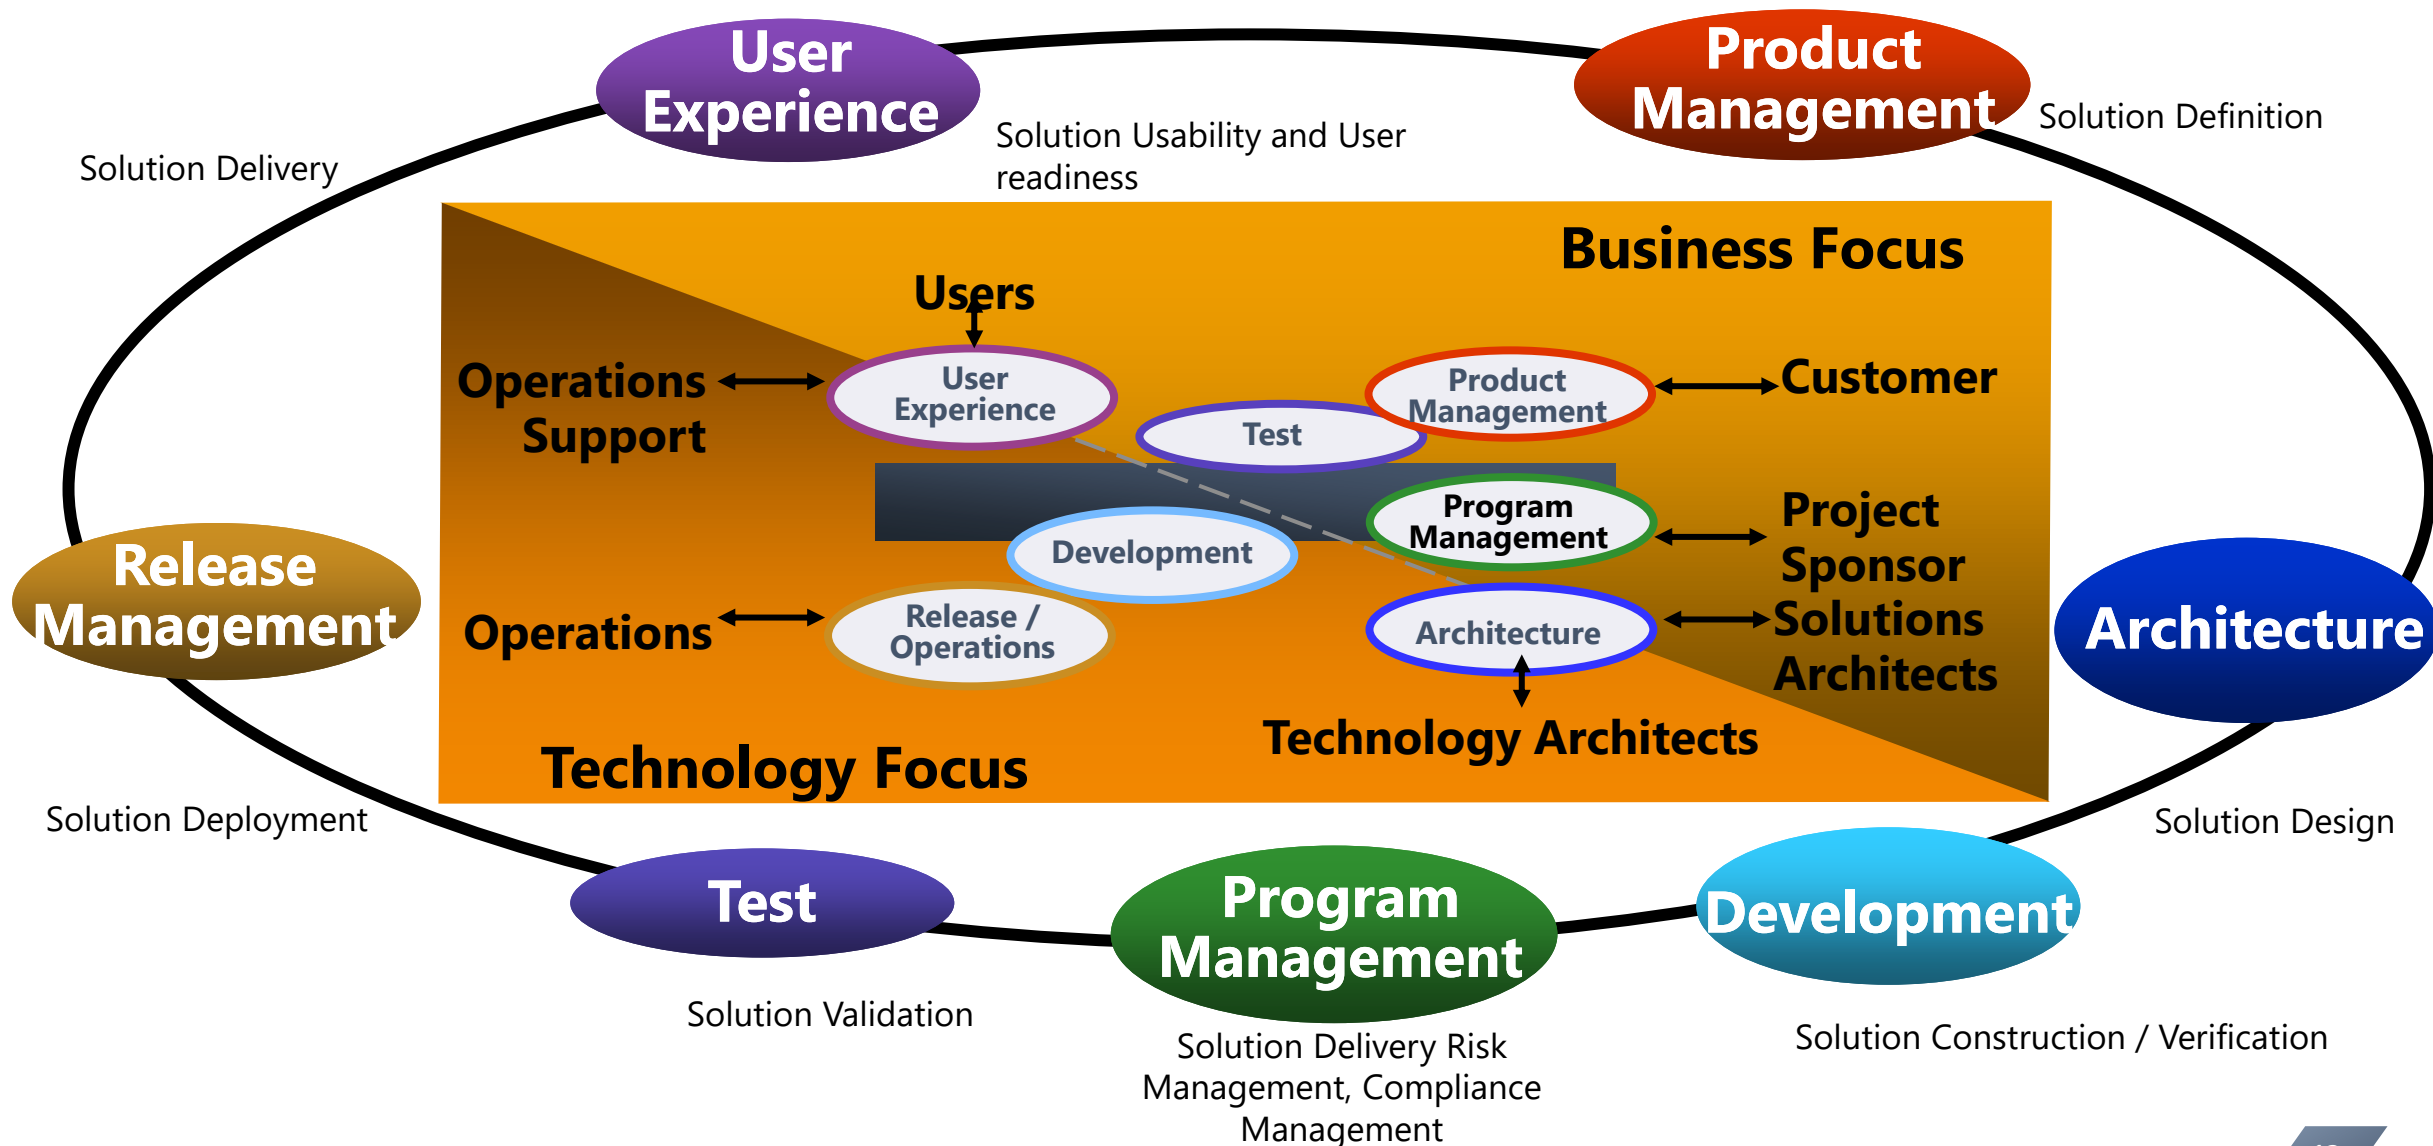 User
Experience
Product
Management
Solution Definition
Solution Usability and User
readiness
Solution Delivery
Business Focus
Users
Operations
Support
User
Experience
Product
Management
Customer
Test
Program
Management
Project
Sponsor
Development
Release /
Operations
Operations
Architecture
Solutions
Architects
Technology Architects
Technology Focus
Release
Management
Architecture
Solution Deployment
Solution Design
Test
Program
Management
Development
Solution Validation
Solution Construction / Verification
Solution Delivery Risk
Management, Compliance
Management